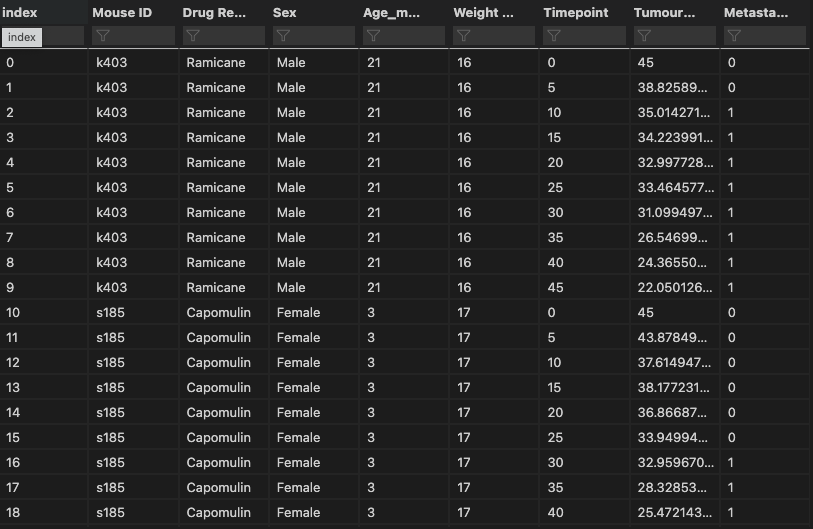 index Mouse ID Drug Re... Sex Age_m... Weight ... Timepoint Tumour... Metasta...
index
0 k403 Ramicane Male 21 16 0 45 0
1 k403 Ramicane Male 21 16 5 38.82589... 0
2 k403 Ramicane Male 21 16 10 35.014271... 1
3 k403 Ramicane Male 21 16 15 34.223991... 1
4 k403 Ramicane Male 21 16 20 32.997728... 1
5 k403 Ramicane Male 21 16 25 33.464577... 1
6 k403 Ramicane Male 21 16 30 31.099497... 1
7 k403 Ramicane Male 21 16 35 26.54699... 1
8 k403 Ramicane Male 21 16 40 24.36550... 1
9 k403 Ramicane Male 21 16 45 22.050126... 1
10 s185 Capomulin Female 3 17 0 45 0
11 s185 Capomulin Female 3 17 5 43.87849... 0
12 s185 Capomulin Female 3 17 10 37.614947... 0
13 s185 Capomulin Female 3 17 15 38.177231... 0
14 s185 Capomulin Female 3 17 20 36.86687... 0
15 s185 Capomulin Female 3 17 25 33.94994... 0
16 s185 Capomulin Female 3 17 30 32.959670... 1
17 s185 Capomulin Female 3 17 35 28.32853... 1
18 s185 Capomulin Female 3 17 40 25.472143... 1